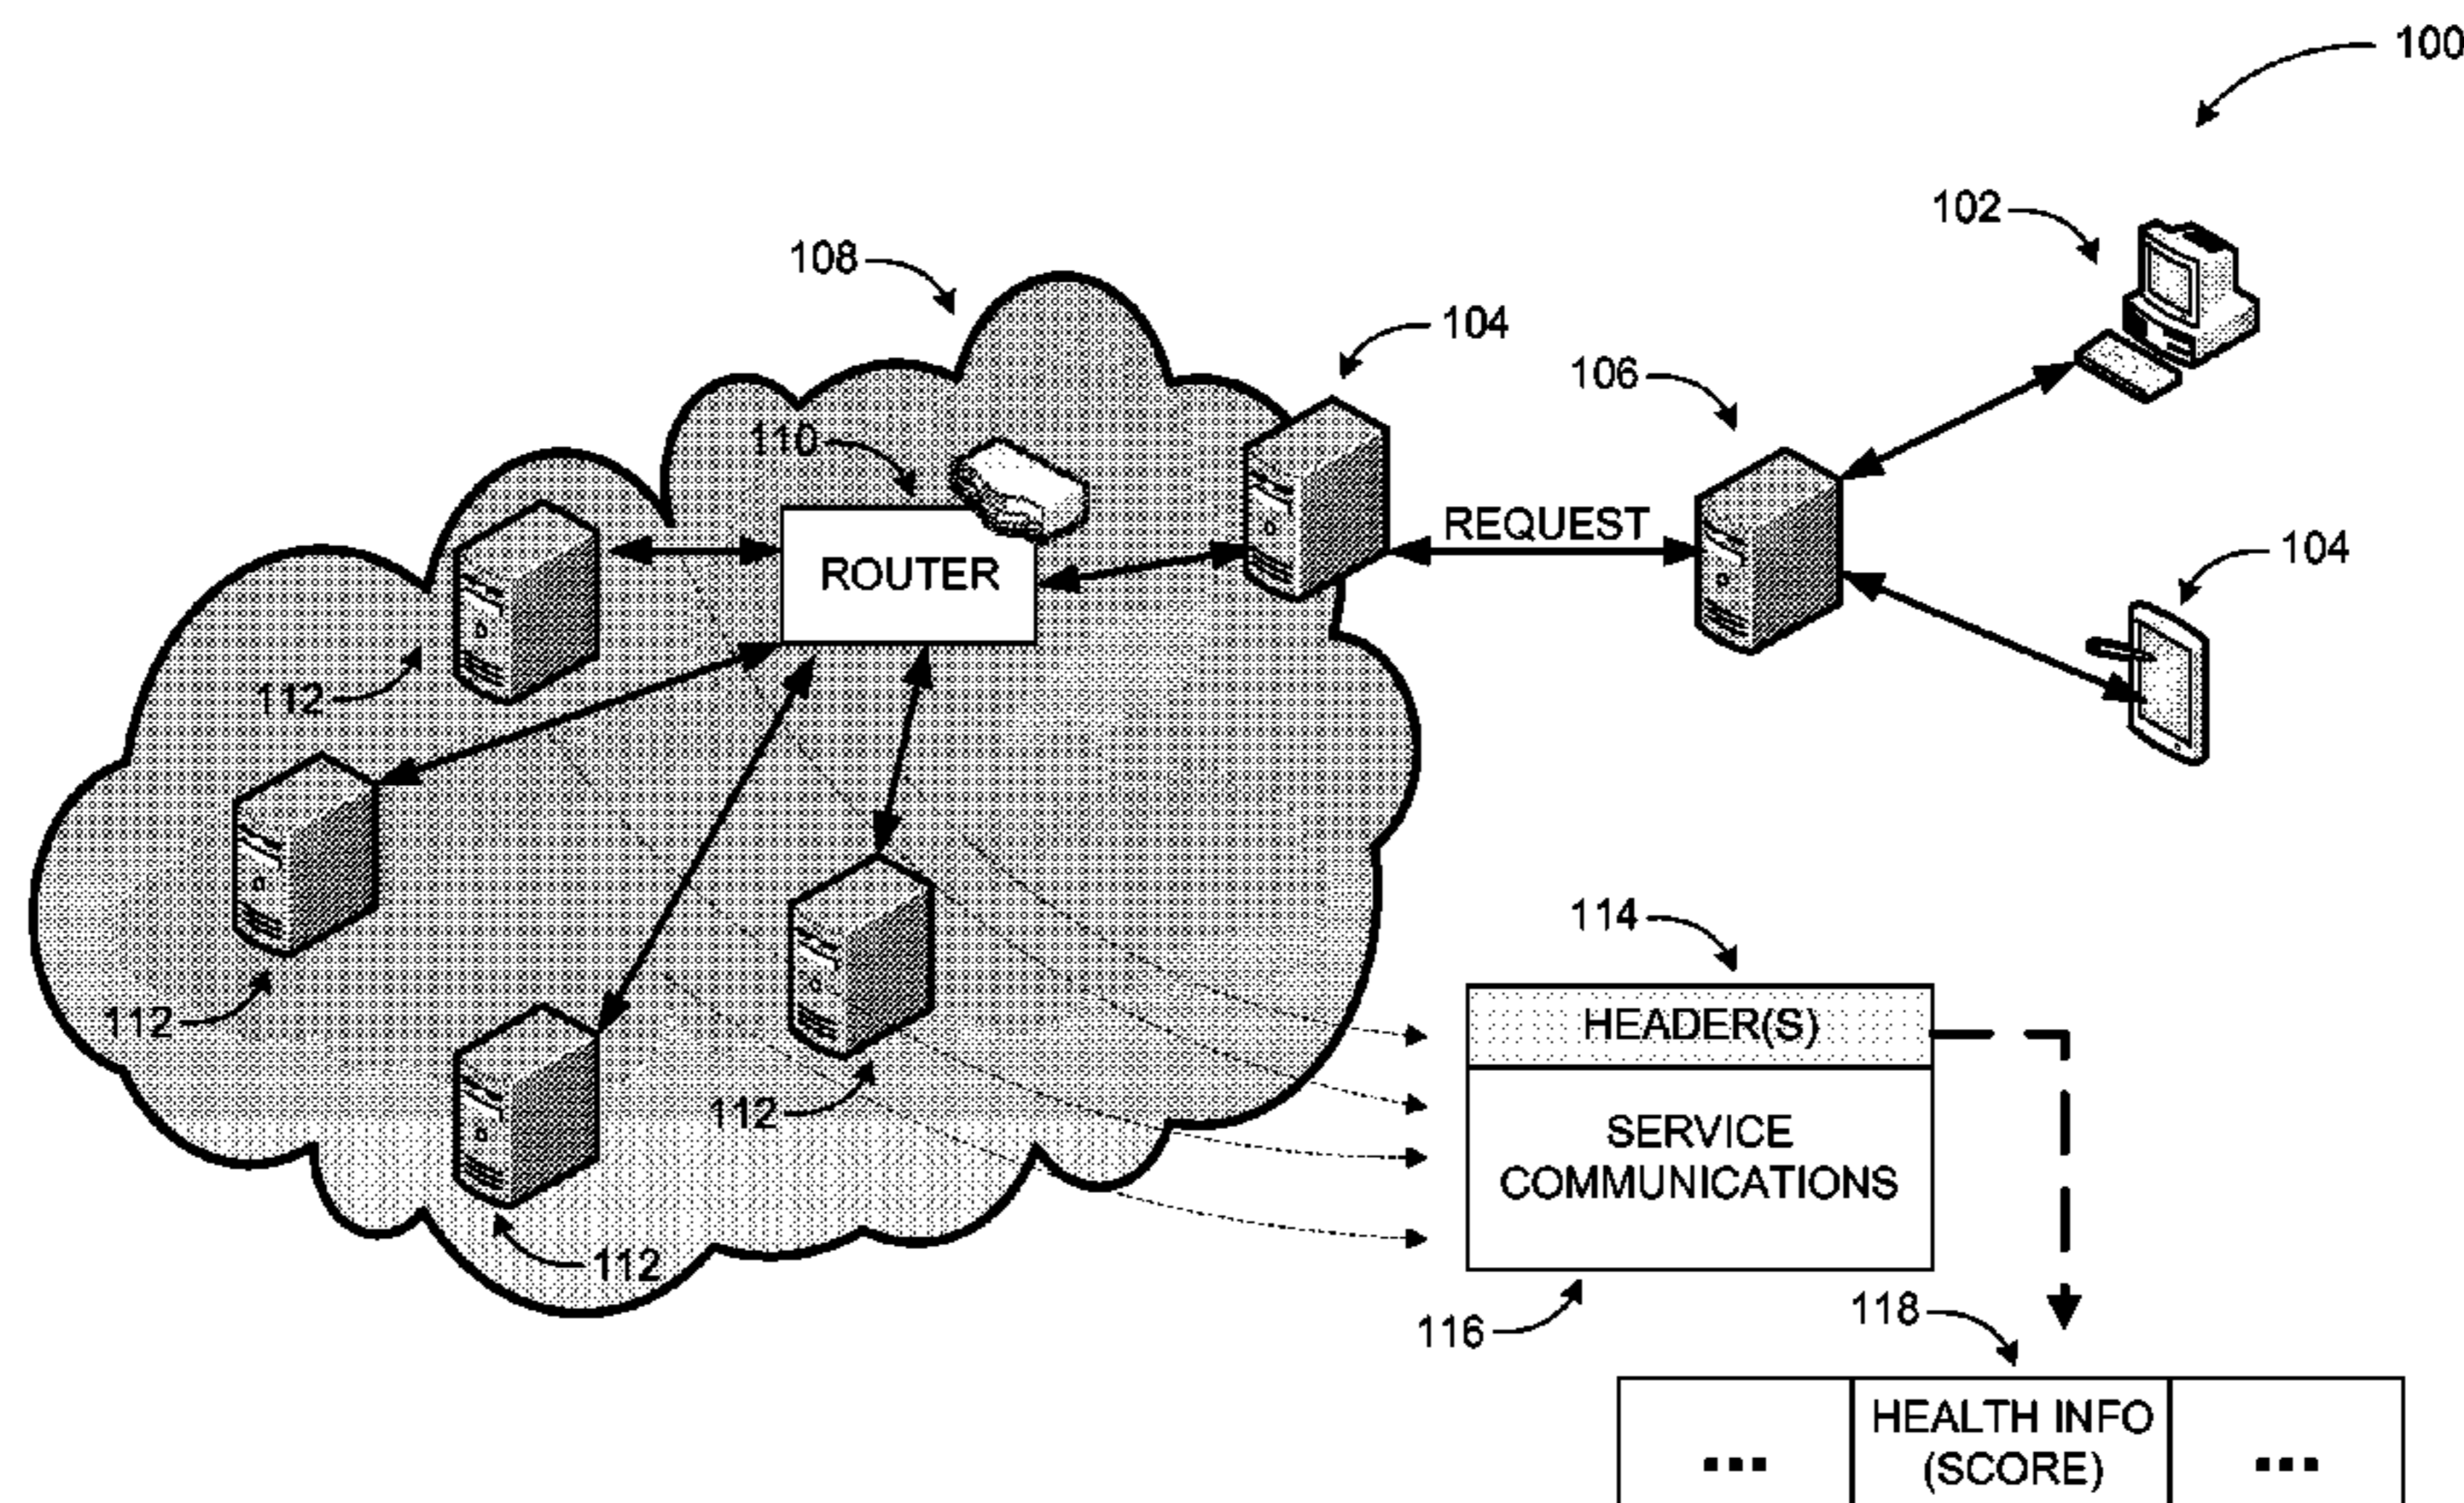 100
102
108
104
106
110
REQUEST
104
ROUTER
112
114
HEADER(S)
112
112
SERVICE
COMMUNICATIONS
112
118
116
HEALTH INFO
... (SCORE) ...